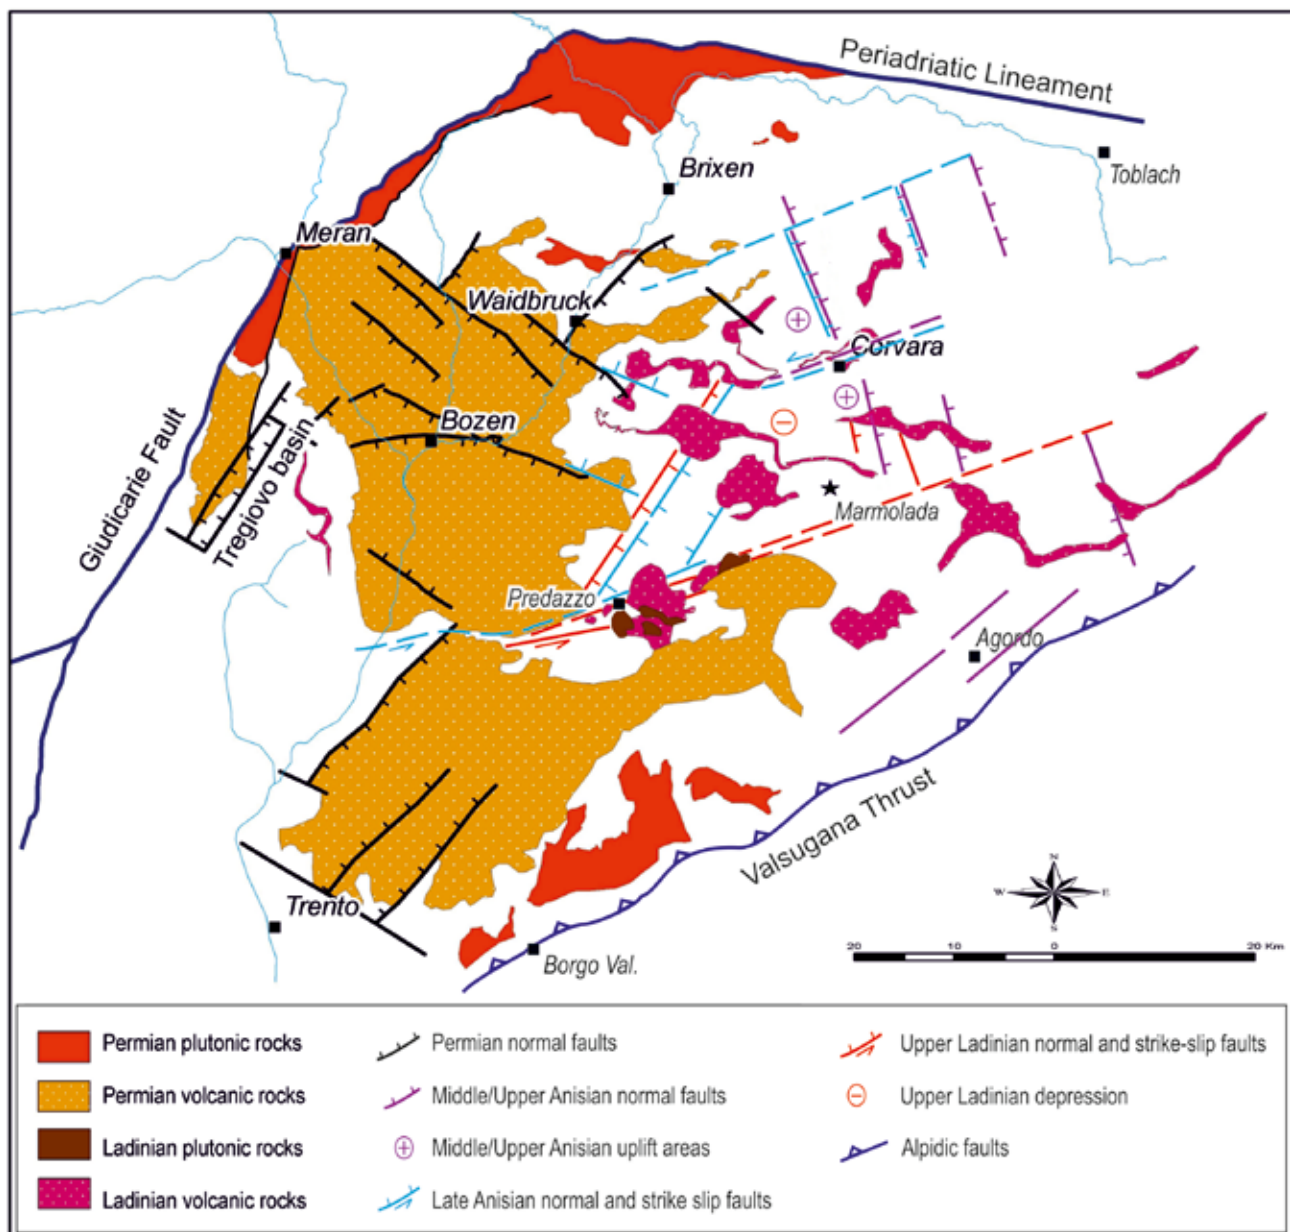 Periadriatic Lineament
Toblach
Brixen
Meran
Waidbruck
Corvara
Bozen
Giudicarie Fault
Tregiovo basin
Marmolada
Predazzo
Agordo
Valsugana Thrust
Trento
Borgo Val.
N
W E
S
20 10 0 20 Km
Permian plutonic rocks
Permian volcanic rocks
Ladinian plutonic rocks
Ladinian volcanic rocks
Permian normal faults
Middle/Upper Anisian normal faults
Middle/Upper Anisian uplift areas
Late Anisian normal and strike slip faults
Upper Ladinian normal and strike-slip faults
Upper Ladinian depression
Alpidic faults